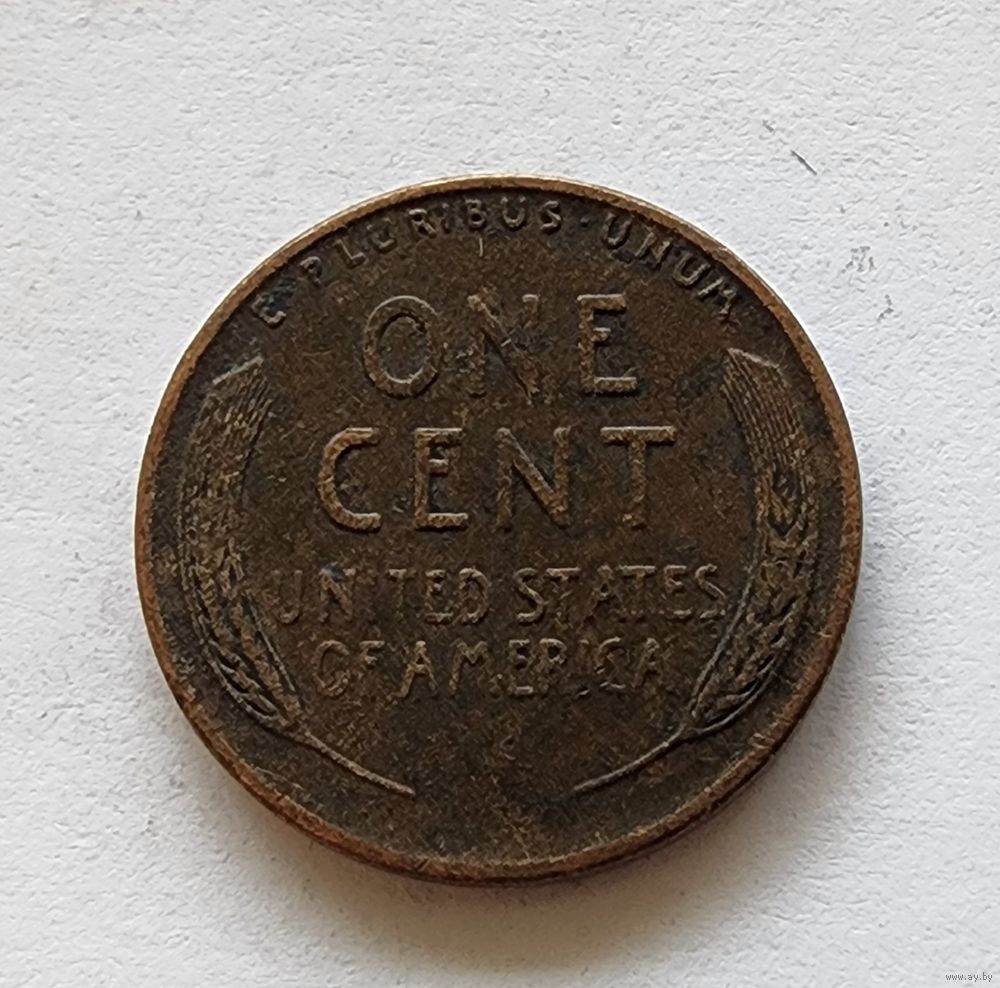 E · PLURIBUS · UNUM
ONE
CENT
UNITED STATES
OF AMERICA
www.ay.by